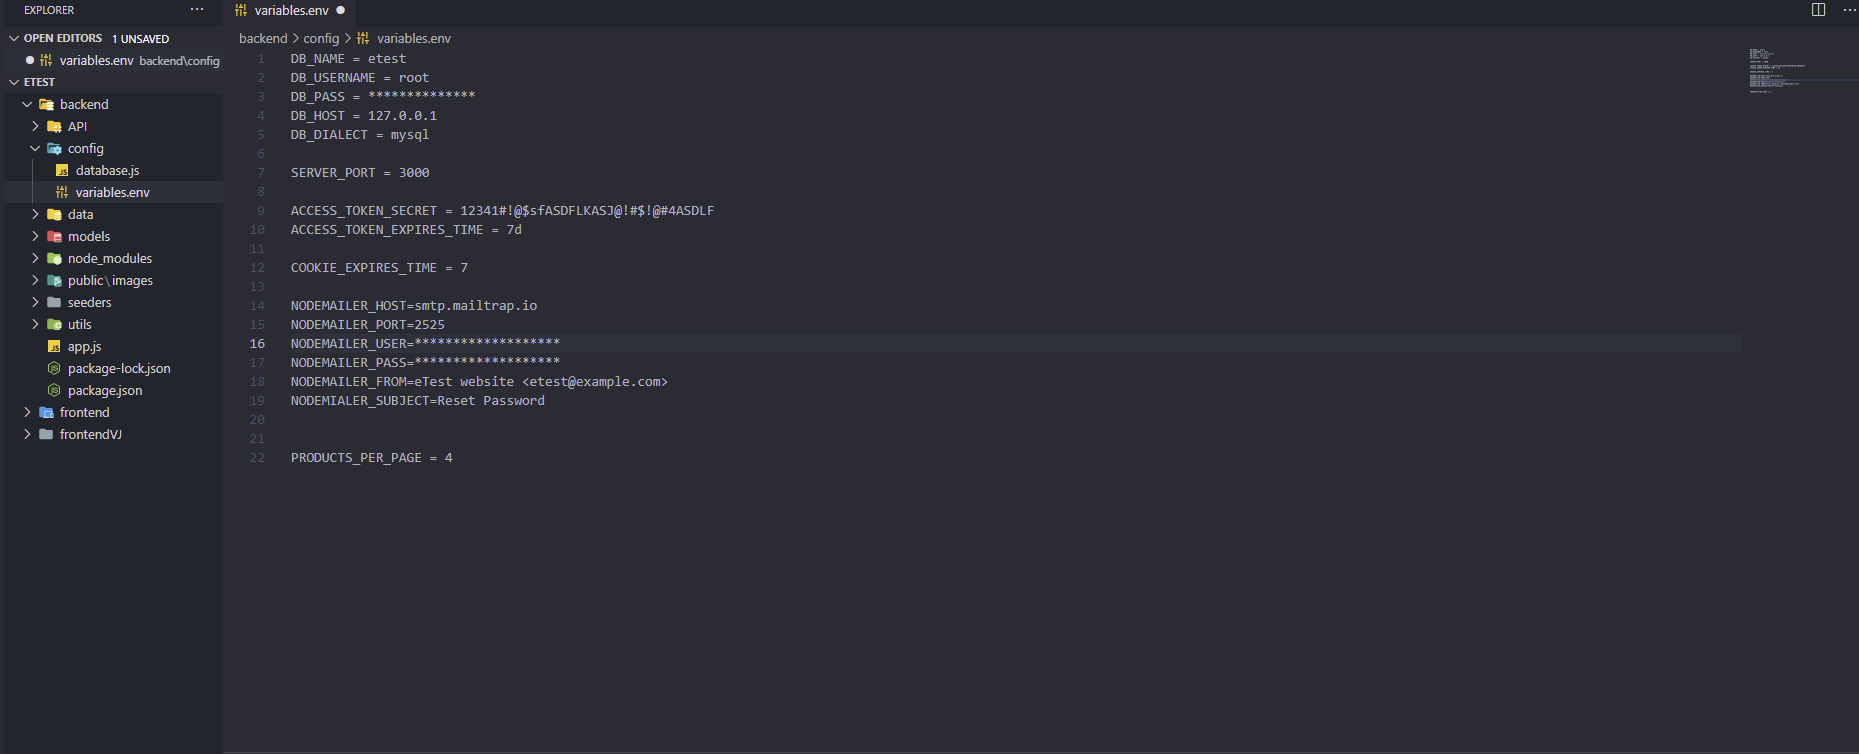 EXPLORER
variables.env
OPEN EDITORS 1 UNSAVED
variables.env backend\config
ETEST
backend
API
config
database.js
variables.env
data
models
node_modules
public\images
seeders
utils
app.js
package-lock.json
package.json
frontend
frontendVJ
backend > config > variables.env
1 DB_NAME = etest
2 DB_USERNAME = root
3 DB_PASS = **************
4 DB_HOST = 127.0.0.1
5 DB_DIALECT = mysql
6
7 SERVER_PORT = 3000
8
9 ACCESS_TOKEN_SECRET = 12341#!@$sfASDFLKASJ@!#$!@#4ASDLF
10 ACCESS_TOKEN_EXPIRES_TIME = 7d
11
12 COOKIE_EXPIRES_TIME = 7
13
14 NODEMAILER_HOST=smtp.mailtrap.io
15 NODEMAILER_PORT=2525
16 NODEMAILER_USER=*******************
17 NODEMAILER_PASS=*******************
18 NODEMAILER_FROM=eTest website <etest@example.com>
19 NODEMIALER_SUBJECT=Reset Password
20
21
22 PRODUCTS_PER_PAGE = 4